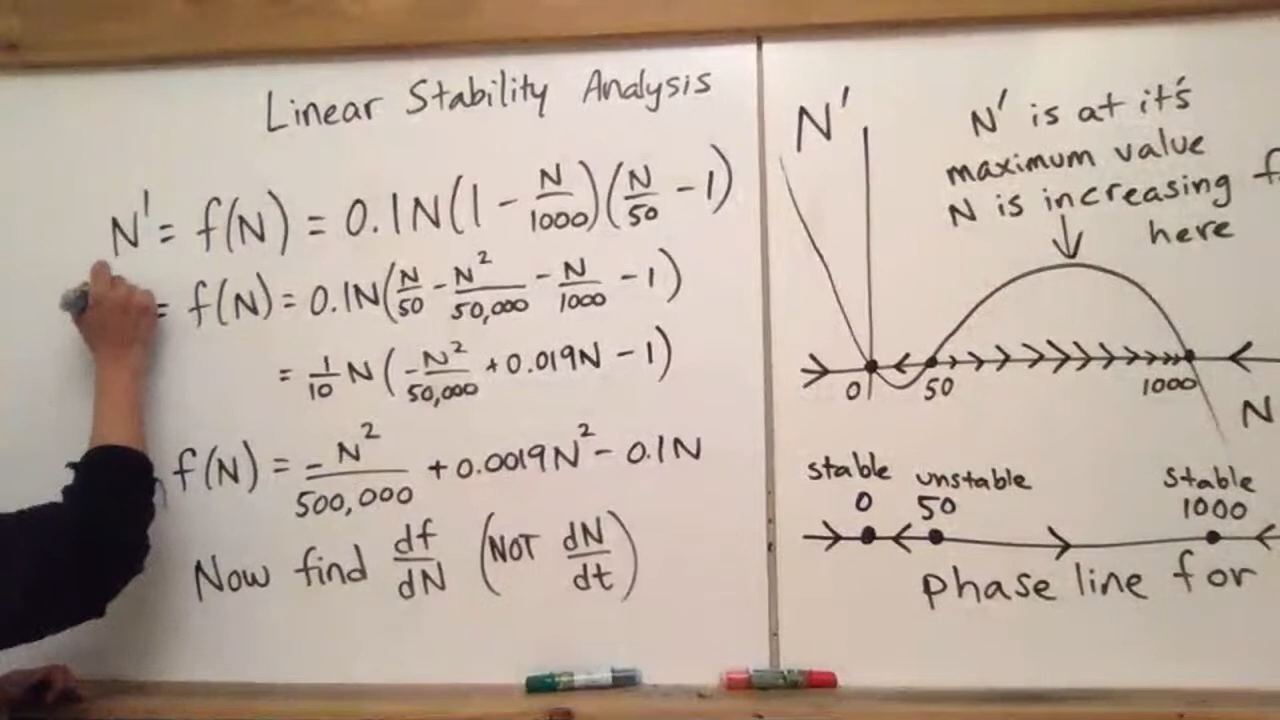 Linear Stability Analysis
N' = f(N) = 0.1N(1 - N/1000)(N/50 - 1)
= f(N) = 0.1N(N/50 - N²/50,000 - N/1000 - 1)
= 1/10 N(-N²/50,000 + 0.019N - 1)
f(N) = -N²/500,000 + 0.0019N² - 0.1N
Now find df/dN (NOT dN/dt)
N'
N' is at it's
maximum value
N is increasing f
here
0 50 1000
N
stable unstable stable
0 50 1000
phase line for